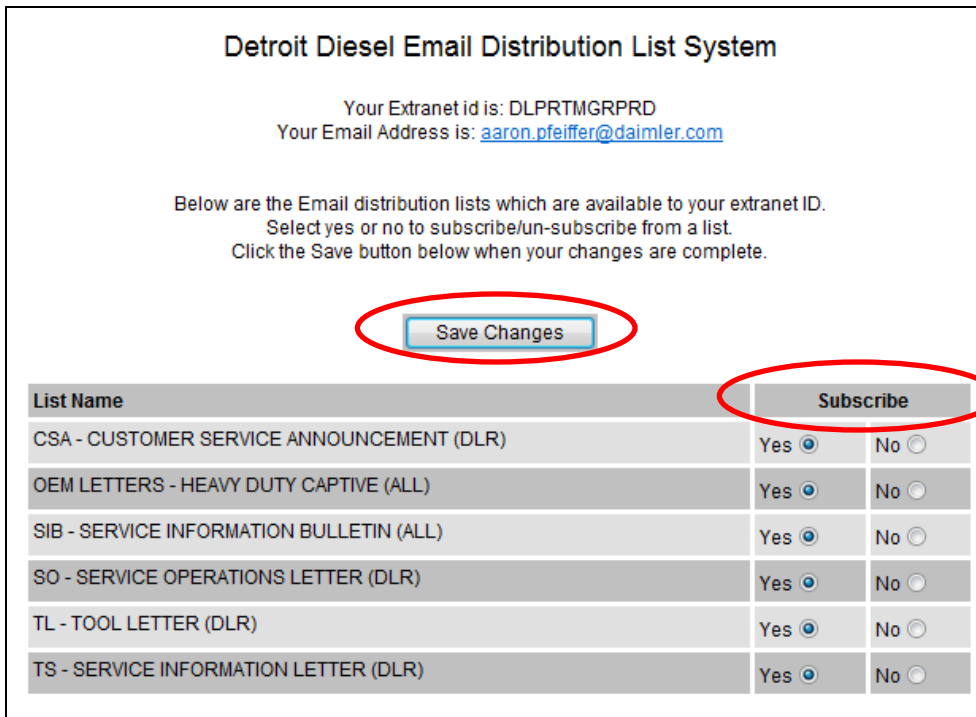 Detroit Diesel Email Distribution List System
Your Extranet id is: DLPRTMGRPRD
Your Email Address is: aaron.pfeiffer@daimler.com
Below are the Email distribution lists which are available to your extranet ID.
Select yes or no to subscribe/un-subscribe from a list.
Click the Save button below when your changes are complete.
Save Changes
List Name Subscribe
CSA - CUSTOMER SERVICE ANNOUNCEMENT (DLR) Yes No
OEM LETTERS - HEAVY DUTY CAPTIVE (ALL) Yes No
SIB - SERVICE INFORMATION BULLETIN (ALL) Yes No
SO - SERVICE OPERATIONS LETTER (DLR) Yes No
TL - TOOL LETTER (DLR) Yes No
TS - SERVICE INFORMATION LETTER (DLR) Yes No